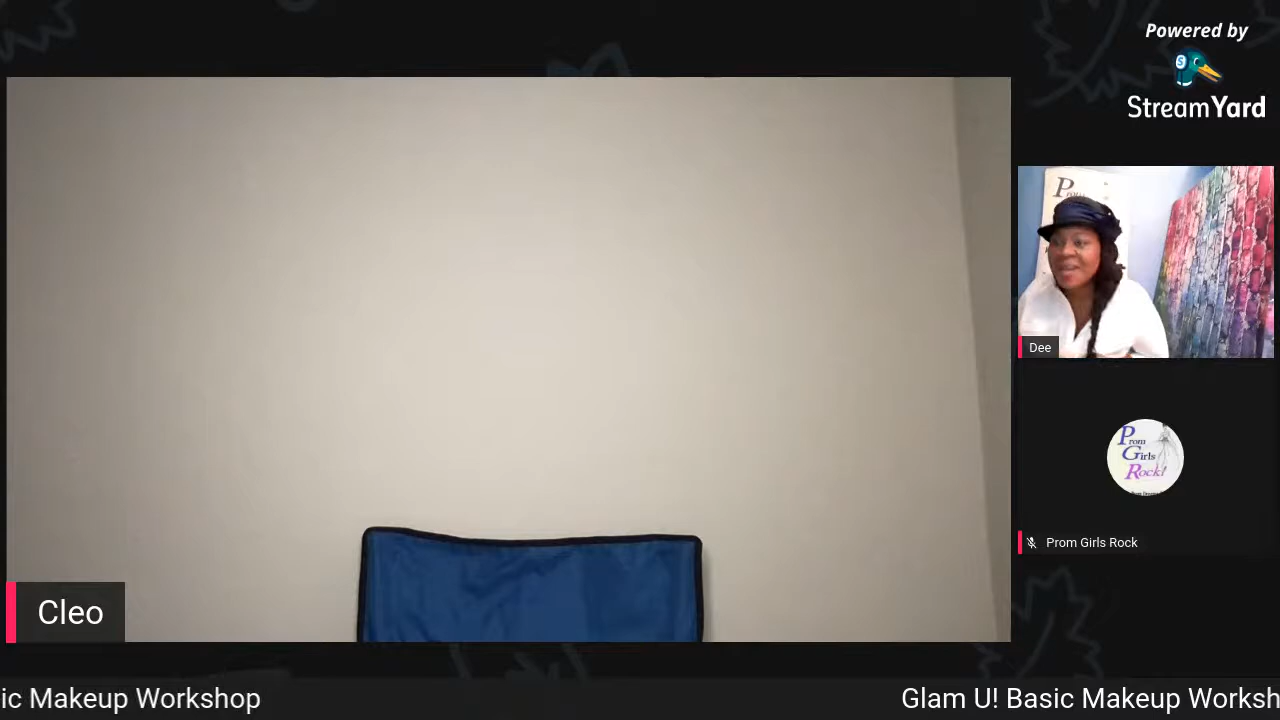 Powered by
StreamYard
P
Dee
Prom
Girls
Rock!
Prom Girls Rock
Cleo
ic Makeup Workshop
Glam U! Basic Makeup Worksh